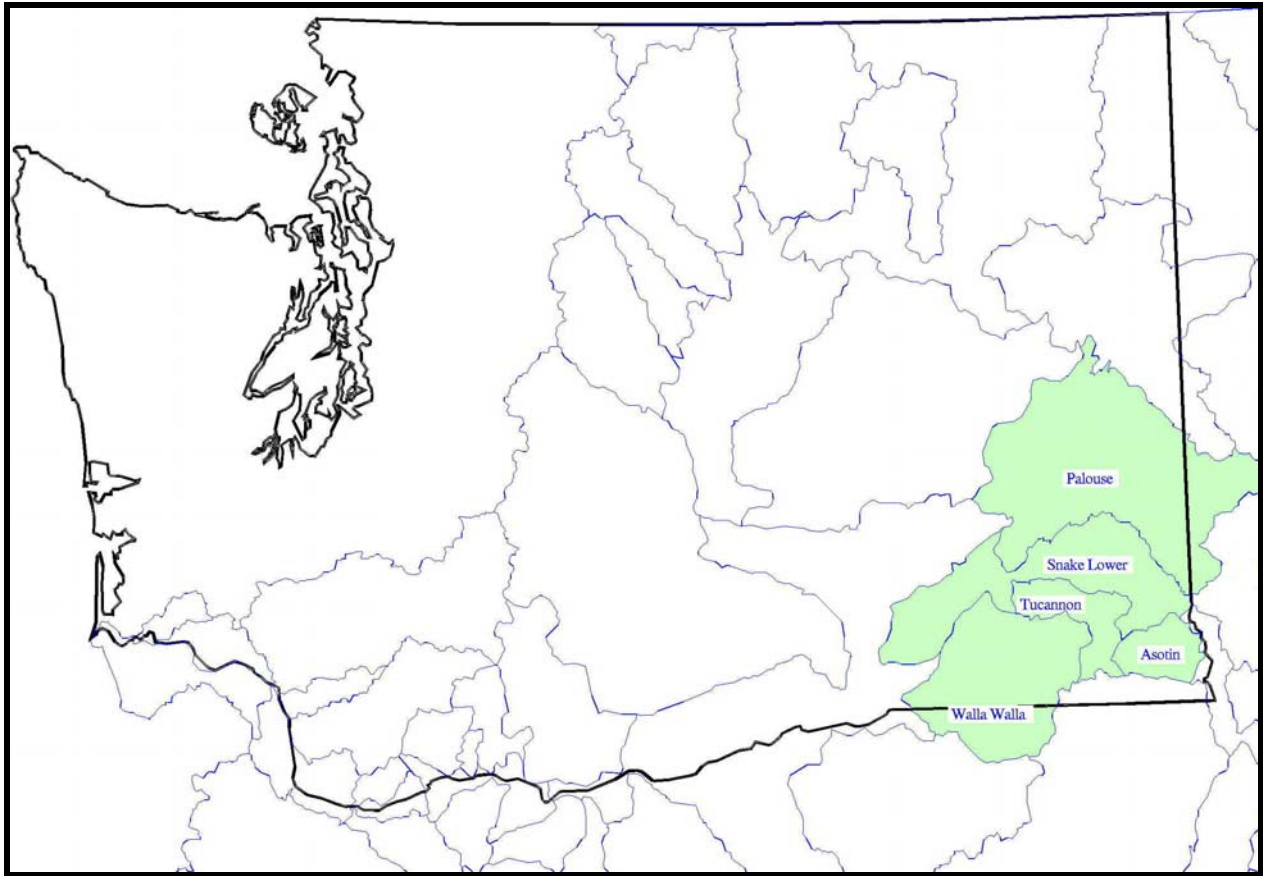 Palouse
Snake Lower
Tucannon
Asotin
Walla Walla